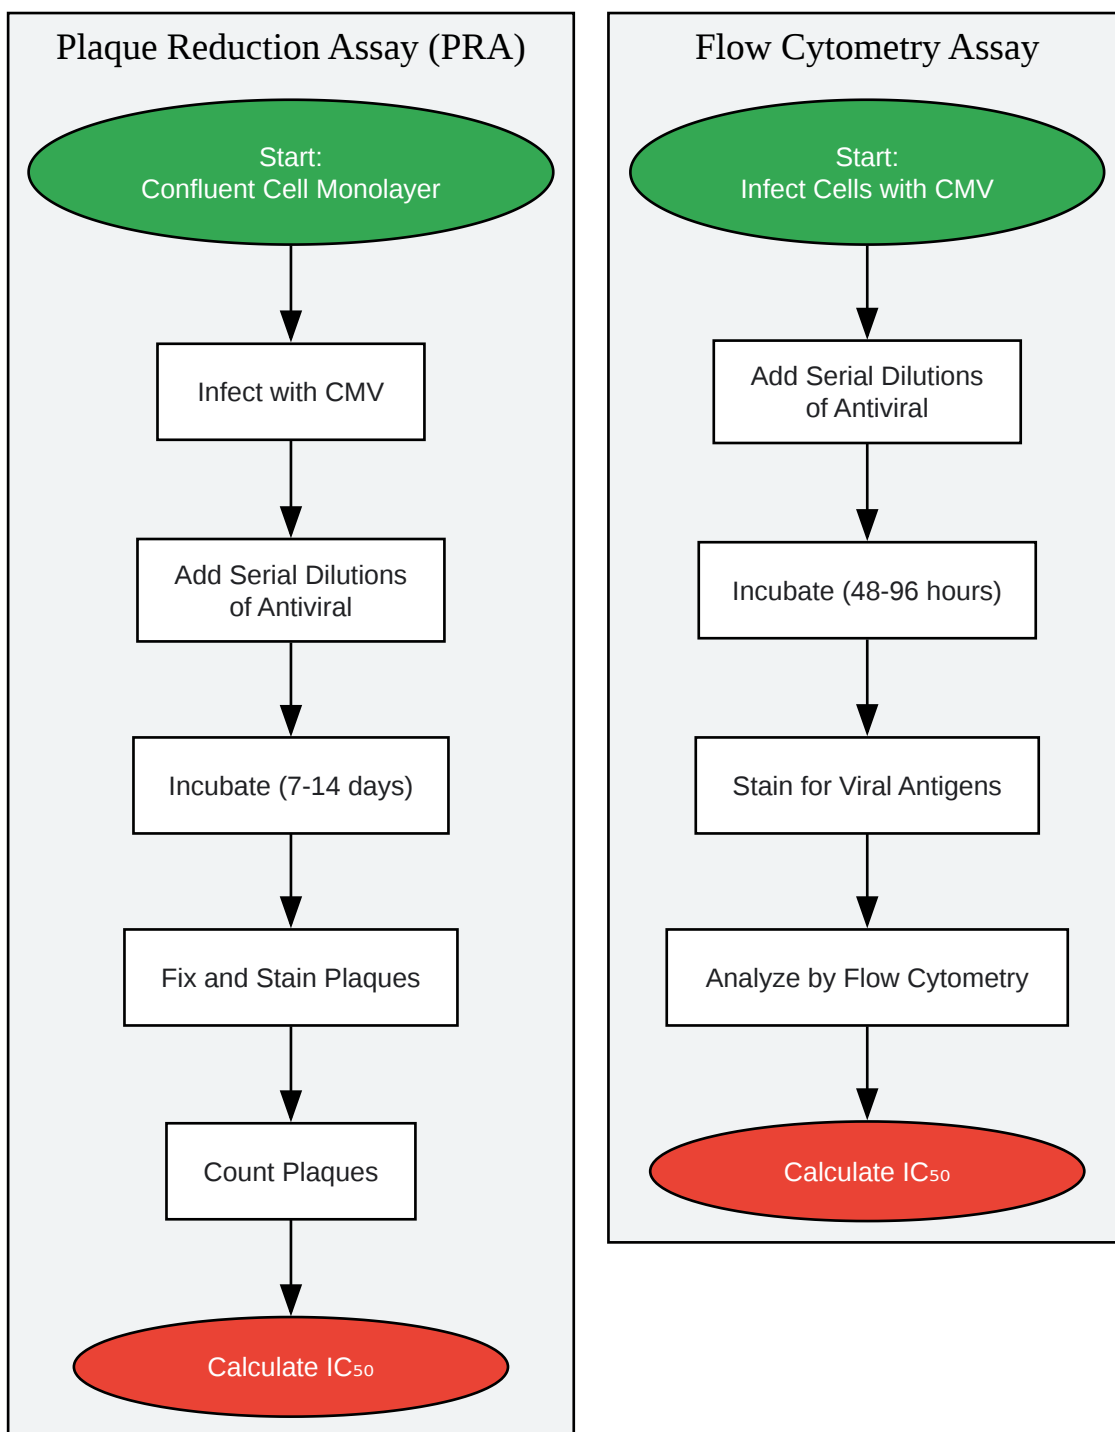 Plaque Reduction Assay (PRA)
Start:
Confluent Cell Monolayer
Infect with CMV
Add Serial Dilutions
of Antiviral
Incubate (7-14 days)
Fix and Stain Plaques
Count Plaques
Calculate IC₅₀
Flow Cytometry Assay
Start:
Infect Cells with CMV
Add Serial Dilutions
of Antiviral
Incubate (48-96 hours)
Stain for Viral Antigens
Analyze by Flow Cytometry
Calculate IC₅₀